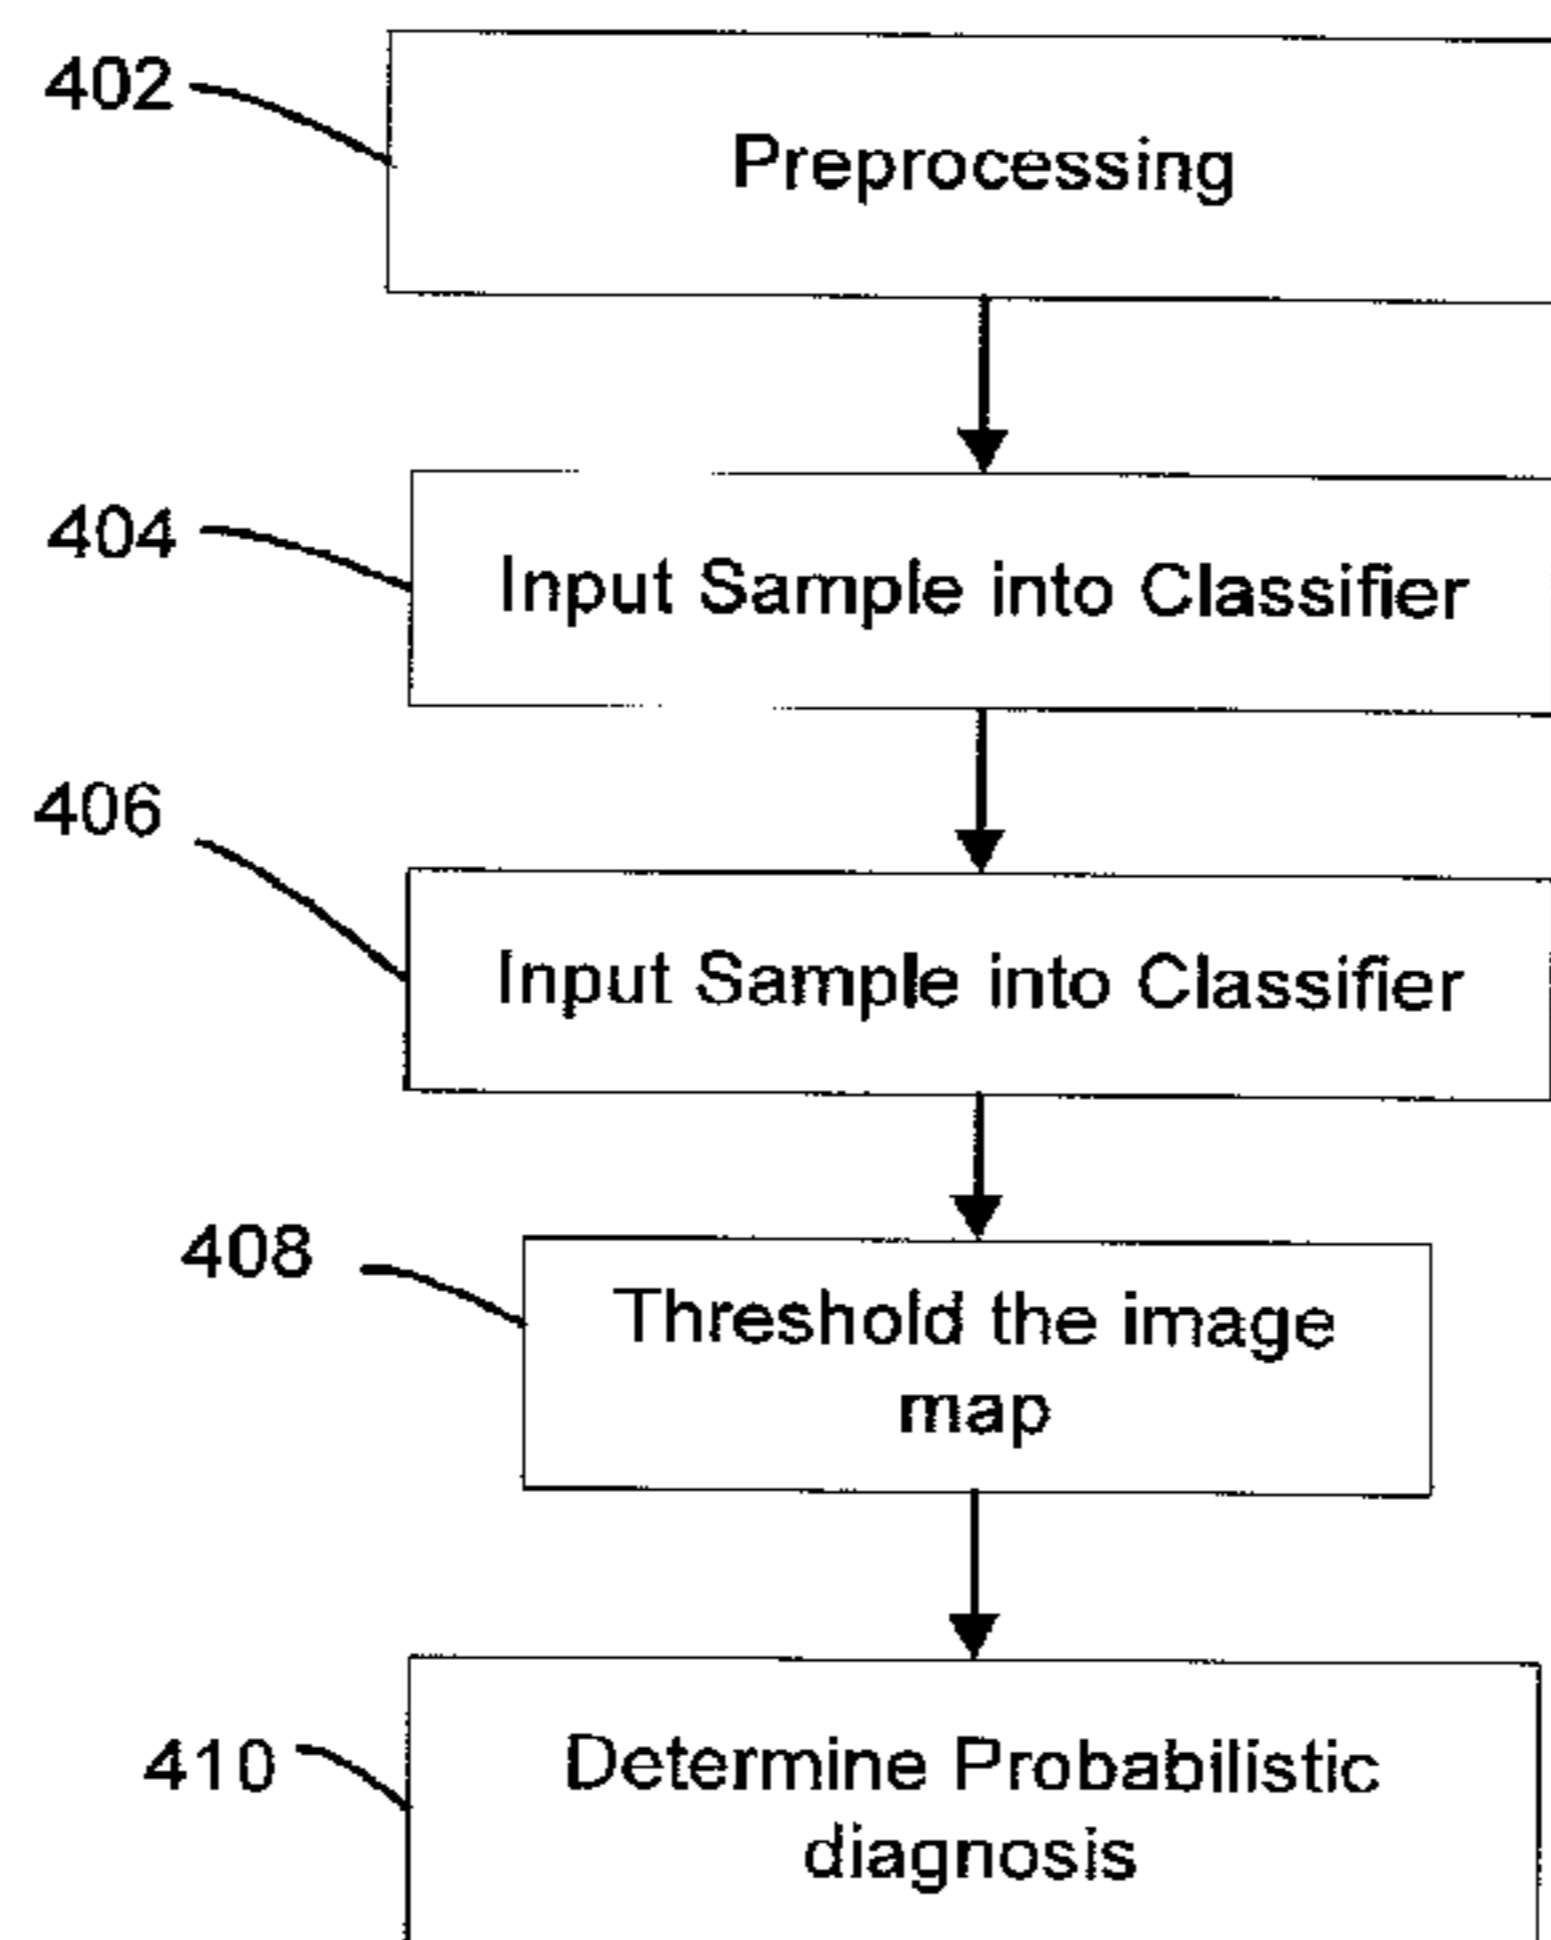 402
Preprocessing
404
Input Sample into Classifier
406
Input Sample into Classifier
408
Threshold the image
map
410
Determine Probabilistic
diagnosis